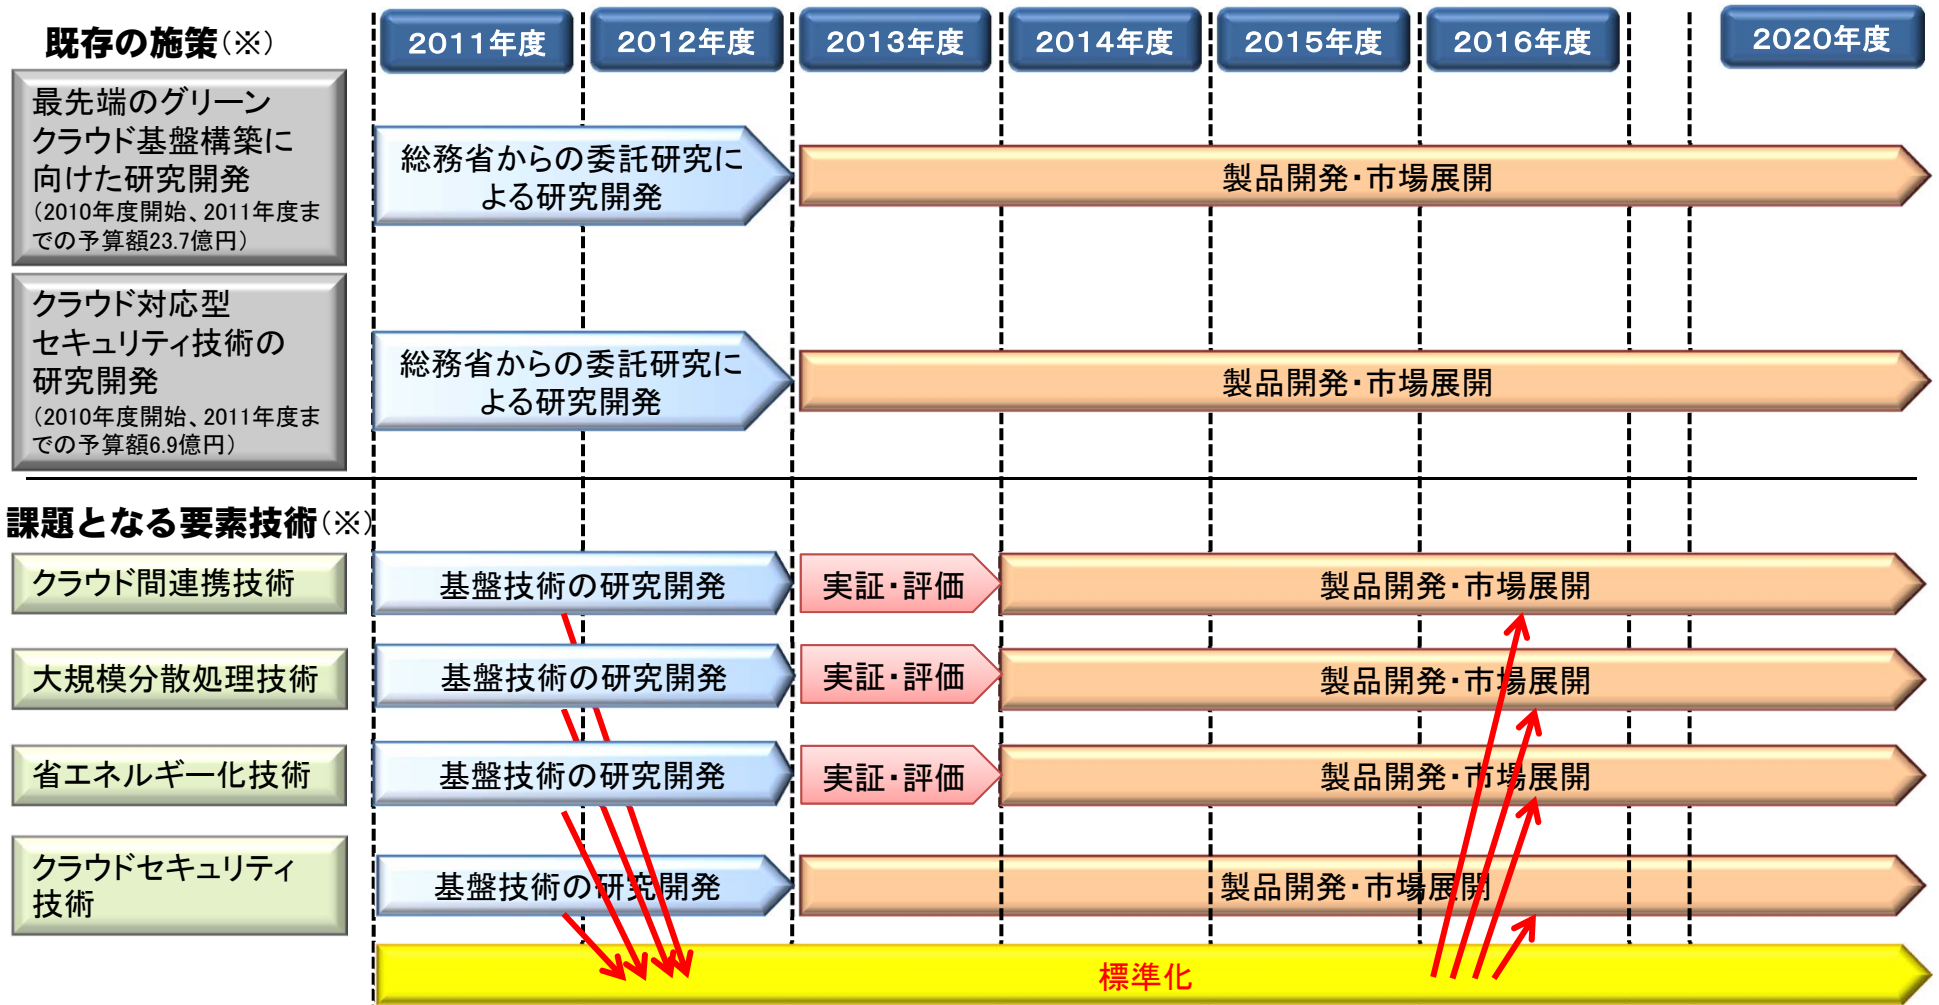 既存の施策(※)
2011年度
2012年度
2013年度
2014年度
2015年度
2016年度
2020年度
最先端のグリーン
クラウド基盤構築に
向けた研究開発
(2010年度開始、2011年度ま
での予算額23.7億円)
総務省からの委託研究に
よる研究開発
製品開発・市場展開
クラウド対応型
セキュリティ技術の
研究開発
(2010年度開始、2011年度ま
での予算額6.9億円)
総務省からの委託研究に
よる研究開発
製品開発・市場展開
課題となる要素技術(※)
クラウド間連携技術
基盤技術の研究開発
実証・評価
製品開発・市場展開
大規模分散処理技術
基盤技術の研究開発
実証・評価
製品開発・市場展開
省エネルギー化技術
基盤技術の研究開発
実証・評価
製品開発・市場展開
クラウドセキュリティ
技術
基盤技術の研究開発
製品開発・市場展開
標準化